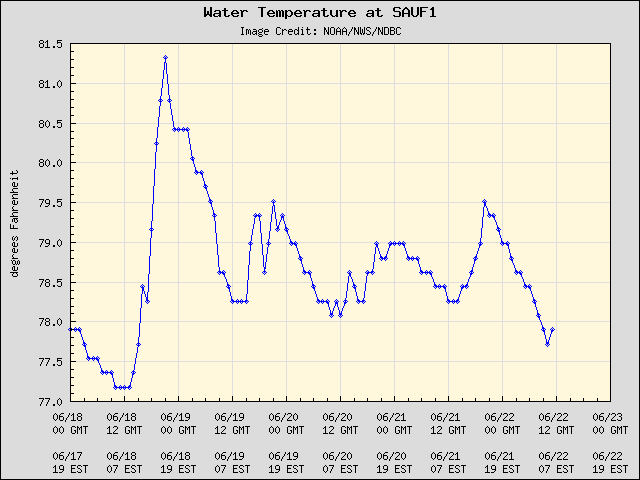 Water Temperature at SAUF1
Image Credit: NOAA/NWS/NDBC
degrees Fahrenheit
81.5
81.0
80.5
80.0
79.5
79.0
78.5
78.0
77.5
77.0
06/18 06/18 06/19 06/19 06/20 06/20 06/21 06/21 06/22 06/22 06/23
00 GMT 12 GMT 00 GMT 12 GMT 00 GMT 12 GMT 00 GMT 12 GMT 00 GMT 12 GMT 00 GMT
06/17 06/18 06/18 06/19 06/19 06/20 06/20 06/21 06/21 06/22 06/22
19 EST 07 EST 19 EST 07 EST 19 EST 07 EST 19 EST 07 EST 19 EST 07 EST 19 EST